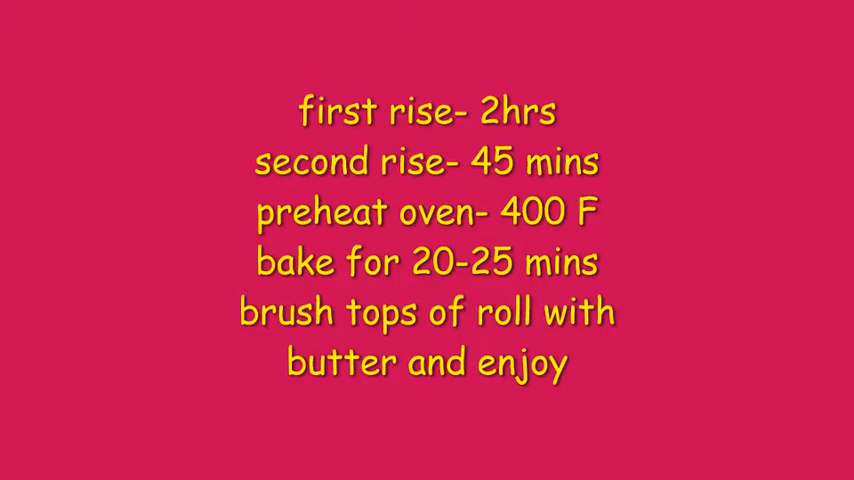 first rise- 2hrs
second rise- 45 mins
preheat oven- 400 F
bake for 20-25 mins
brush tops of roll with
butter and enjoy